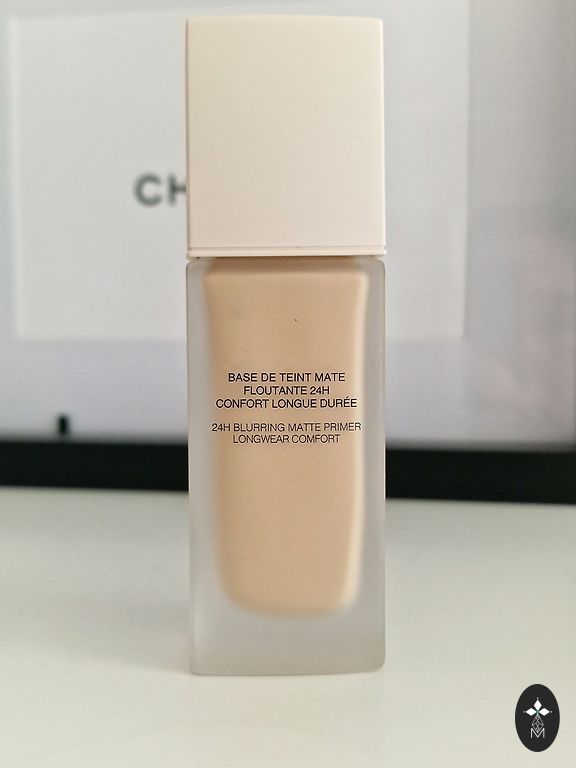 CH
BASE DE TEINT MATE
FLOUTANTE 24H
CONFORT LONGUE DURÉE
24H BLURRING MATTE PRIMER
LONGWEAR COMFORT
M